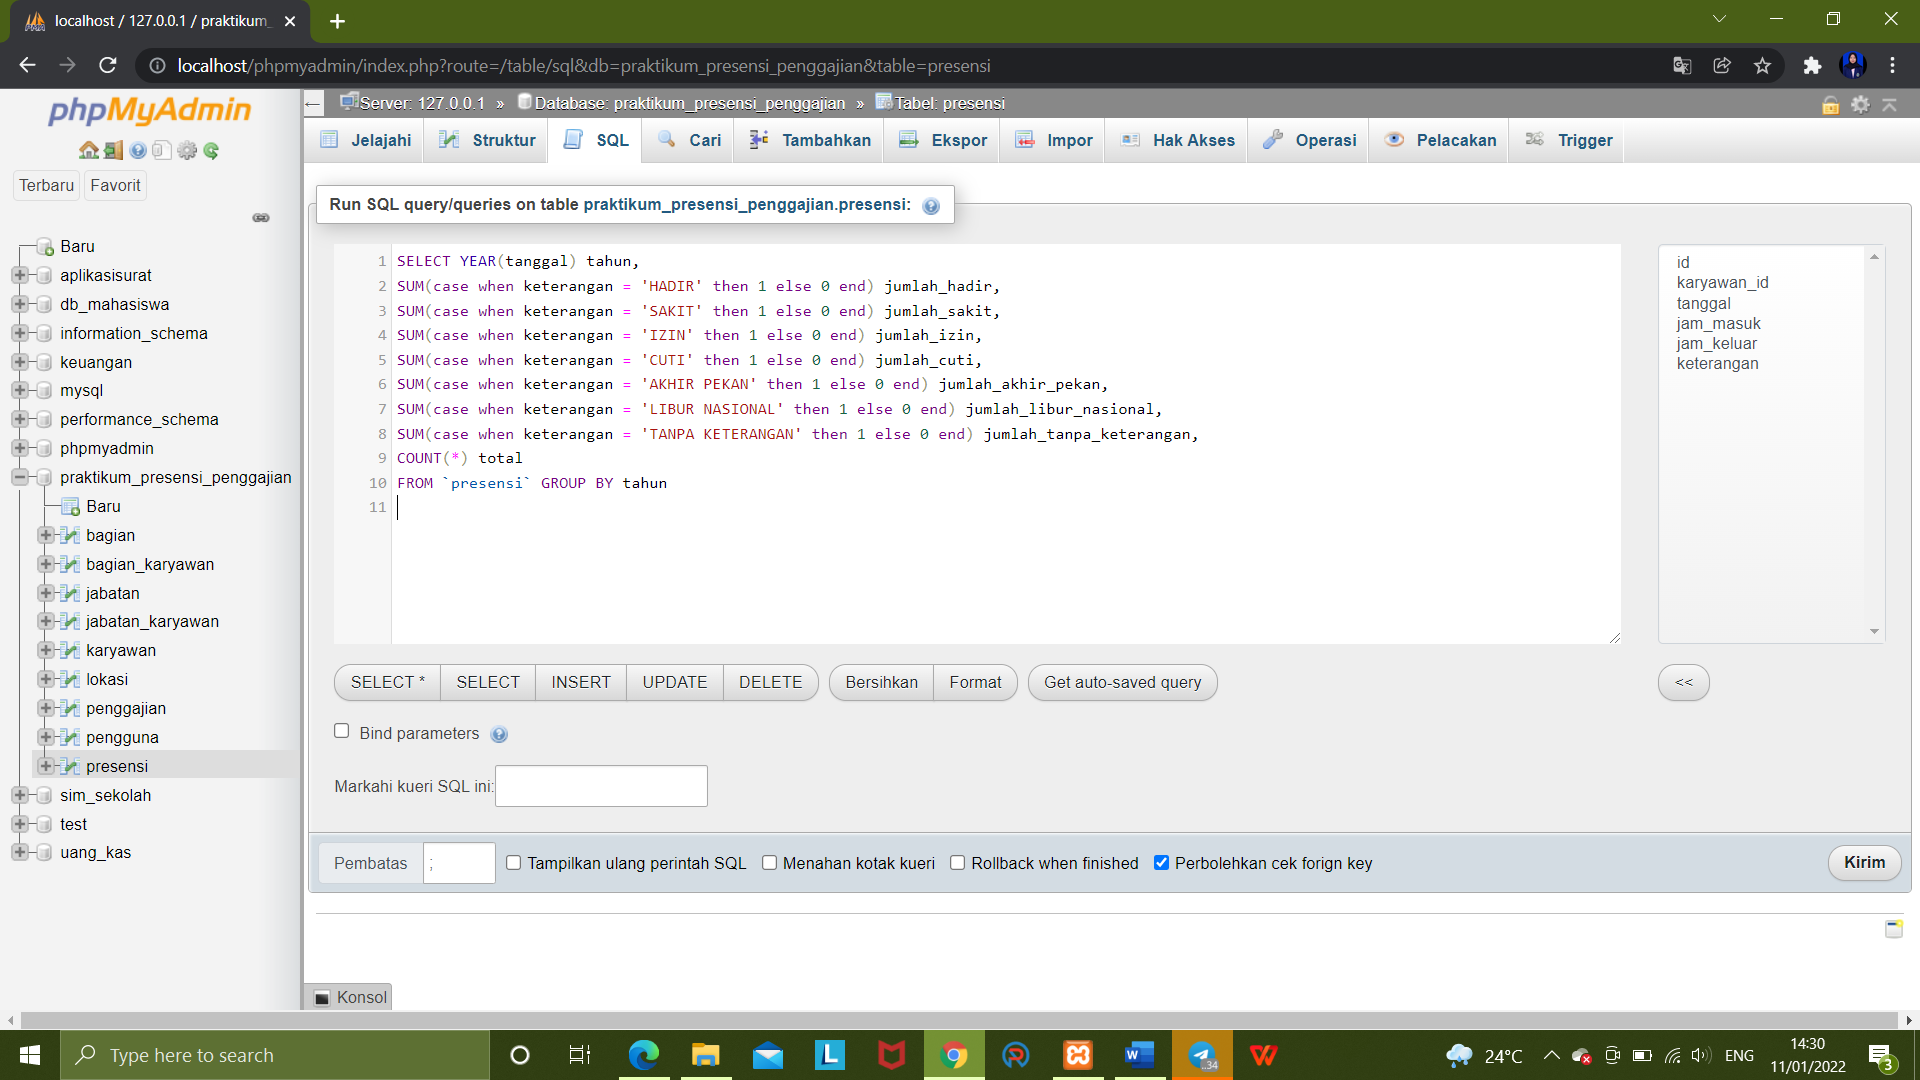 localhost / 127.0.0.1 / praktikum_
localhost/phpmyadmin/index.php?route=/table/sql&db=praktikum_presensi_penggajian&table=presensi
phpMyAdmin
Terbaru
Favorit
Baru
aplikasisurat
db_mahasiswa
information_schema
keuangan
mysql
performance_schema
phpmyadmin
praktikum_presensi_penggajian
Baru
bagian
bagian_karyawan
jabatan
jabatan_karyawan
karyawan
lokasi
penggajian
pengguna
presensi
sim_sekolah
test
uang_kas
Server: 127.0.0.1 » Database: praktikum_presensi_penggajian » Tabel: presensi
Jelajahi Struktur SQL Cari Tambahkan Ekspor Impor Hak Akses Operasi Pelacakan Trigger
Run SQL query/queries on table praktikum_presensi_penggajian.presensi:
1 SELECT YEAR(tanggal) tahun,
2 SUM(case when keterangan = 'HADIR' then 1 else 0 end) jumlah_hadir,
3 SUM(case when keterangan = 'SAKIT' then 1 else 0 end) jumlah_sakit,
4 SUM(case when keterangan = 'IZIN' then 1 else 0 end) jumlah_izin,
5 SUM(case when keterangan = 'CUTI' then 1 else 0 end) jumlah_cuti,
6 SUM(case when keterangan = 'AKHIR PEKAN' then 1 else 0 end) jumlah_akhir_pekan,
7 SUM(case when keterangan = 'LIBUR NASIONAL' then 1 else 0 end) jumlah_libur_nasional,
8 SUM(case when keterangan = 'TANPA KETERANGAN' then 1 else 0 end) jumlah_tanpa_keterangan,
9 COUNT(*) total
10 FROM `presensi` GROUP BY tahun
11
id
karyawan_id
tanggal
jam_masuk
jam_keluar
keterangan
SELECT * SELECT INSERT UPDATE DELETE Bersihkan Format Get auto-saved query <<
Bind parameters
Markahi kueri SQL ini:
Pembatas ; Tampilkan ulang perintah SQL Menahan kotak kueri Rollback when finished Perbolehkan cek forign key Kirim
Konsol
Type here to search
..34
24°C
ENG
14:30
11/01/2022
3